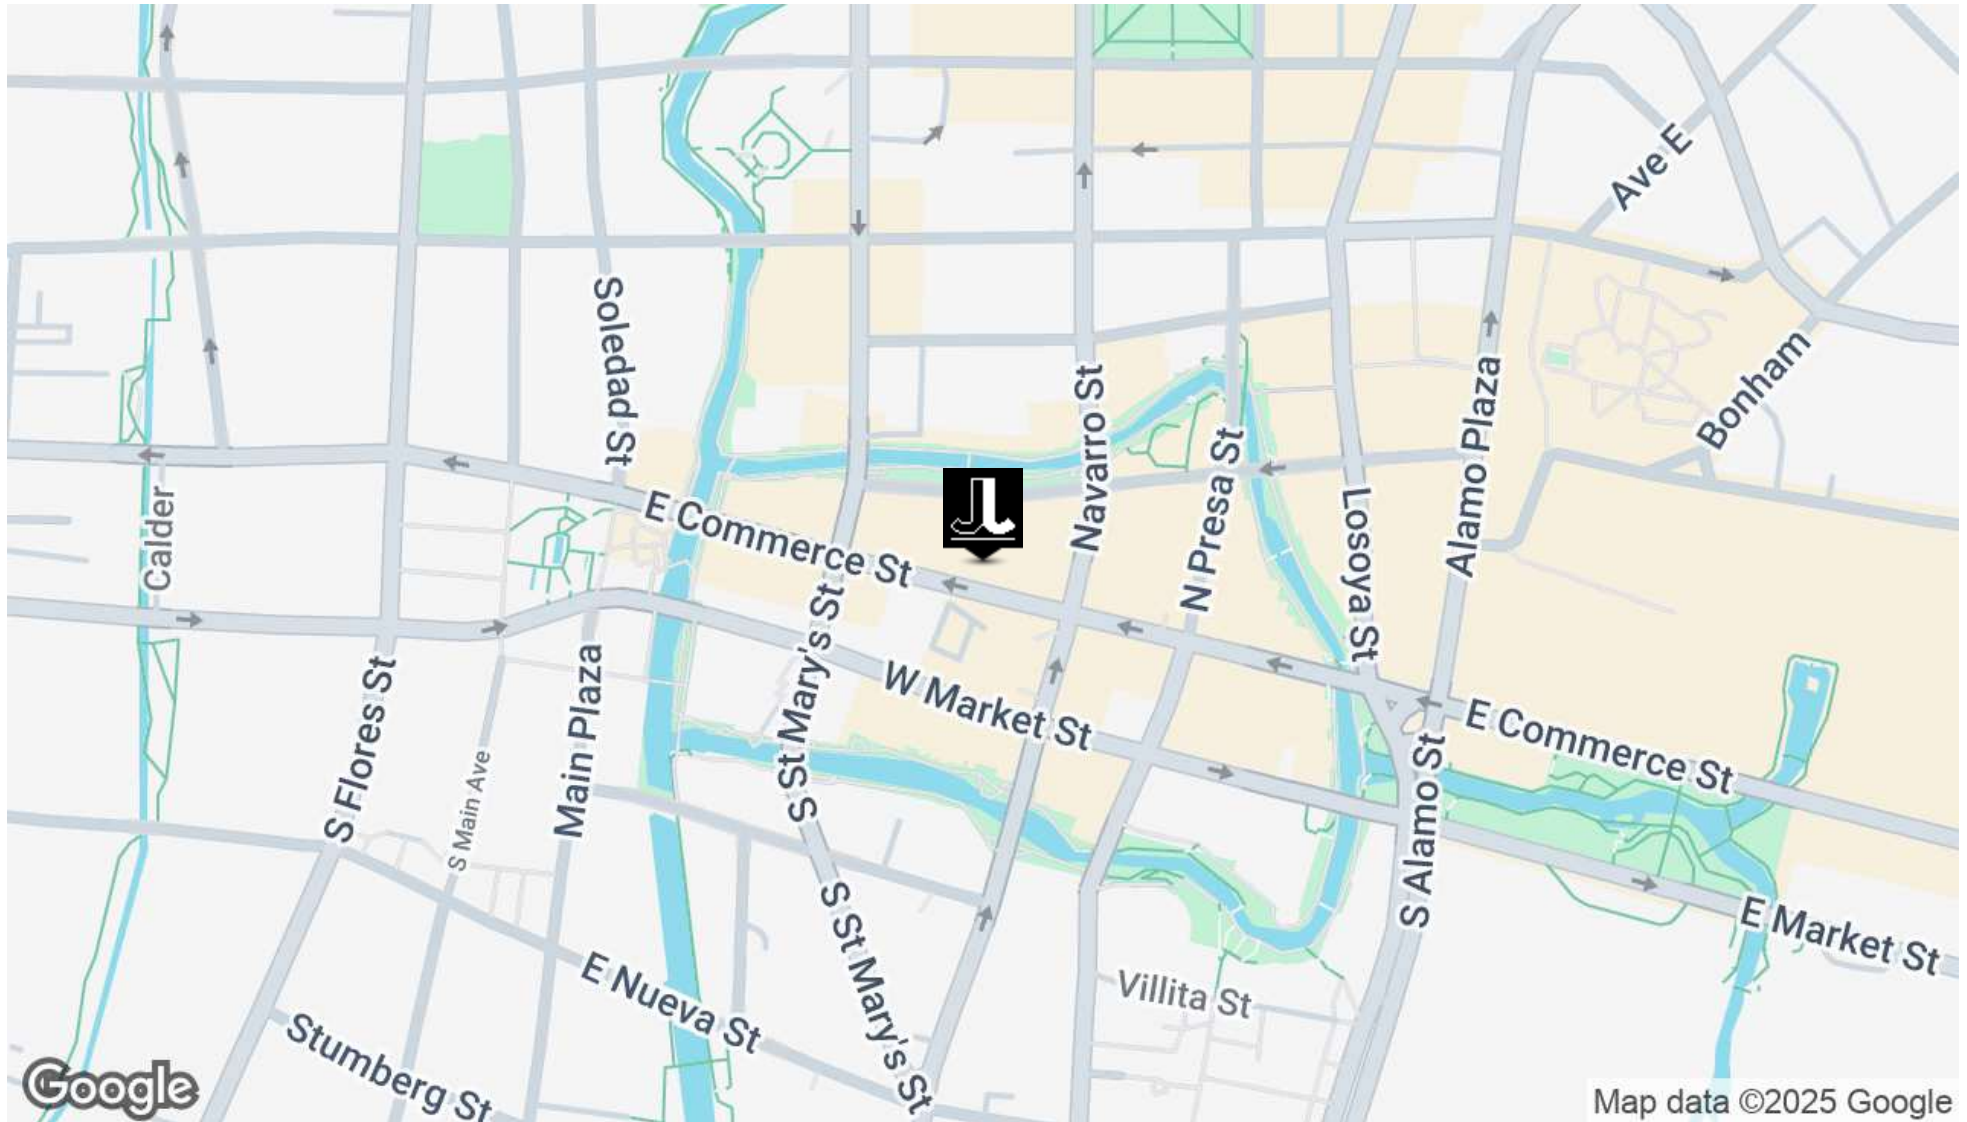 Ave E
Soledad St
Bonham
Navarro St
Alamo Plaza
N Presa St
Calder
E Commerce St
Losoya St
S St Mary's St
W Market St
Main Plaza
S Flores St
S Main Ave
E Commerce St
S Alamo St
S St Mary's St
E Market St
E Nueva St
Villita St
Stumberg St
Google
Map data ©2025 Google